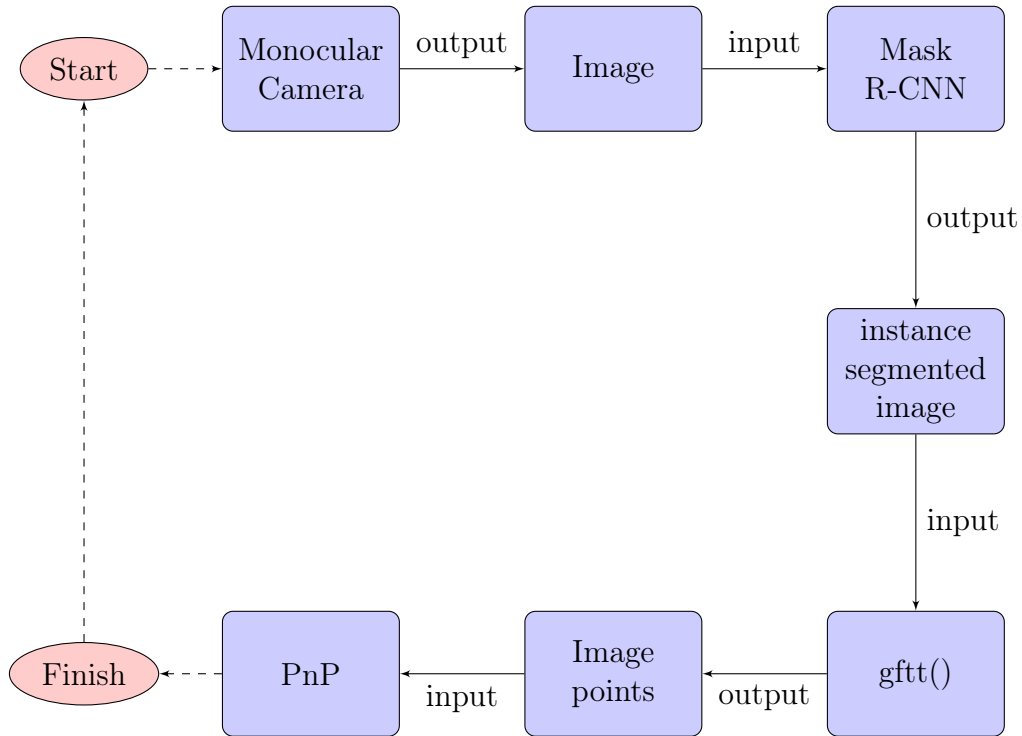 Start
Monocular
Camera
output
Image
input
Mask
R-CNN
output
instance
segmented
image
input
gftt()
output
Image
points
input
PnP
Finish